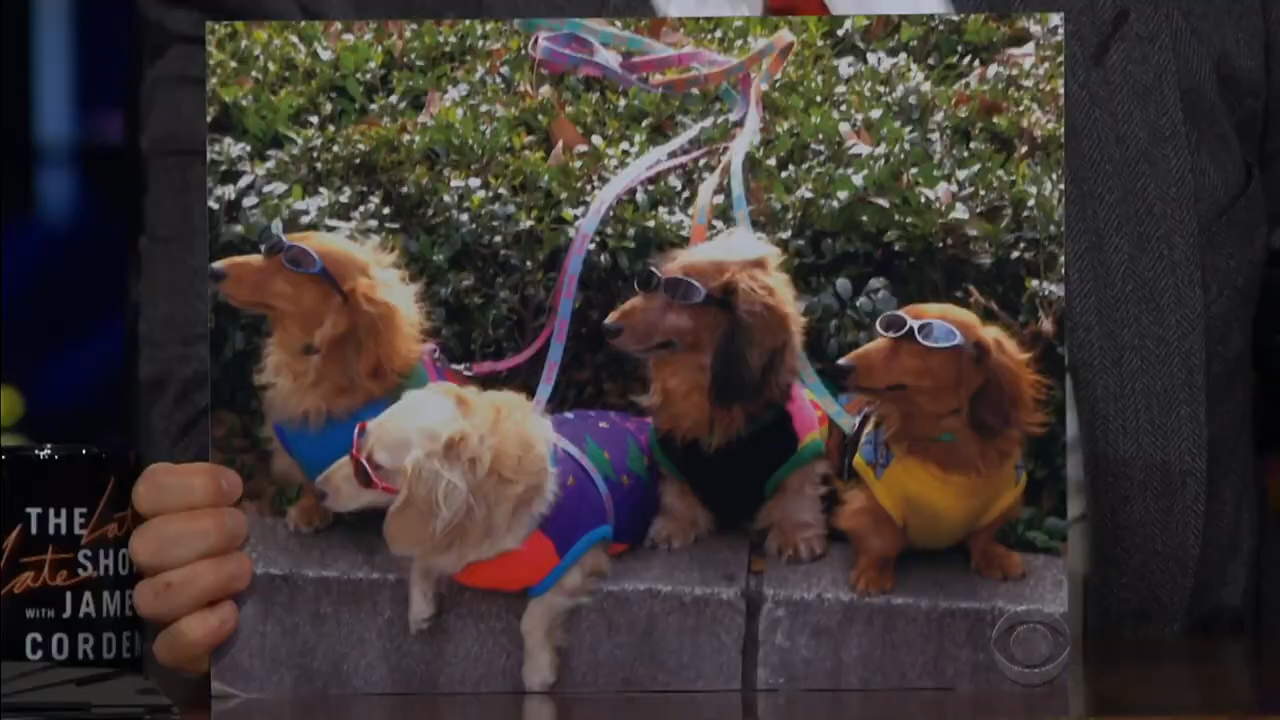 THE
Late Late
SHO
WITH JAME
CORDEN